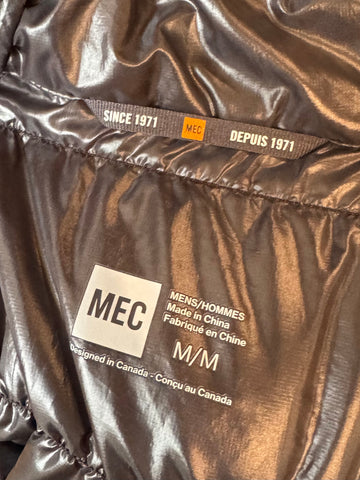 SINCE 1971
MEC
DEPUIS 1971
MEC
MENS/HOMMES
Made in China
Fabriqué en Chine
M/M
Designed in Canada - Conçu au Canada